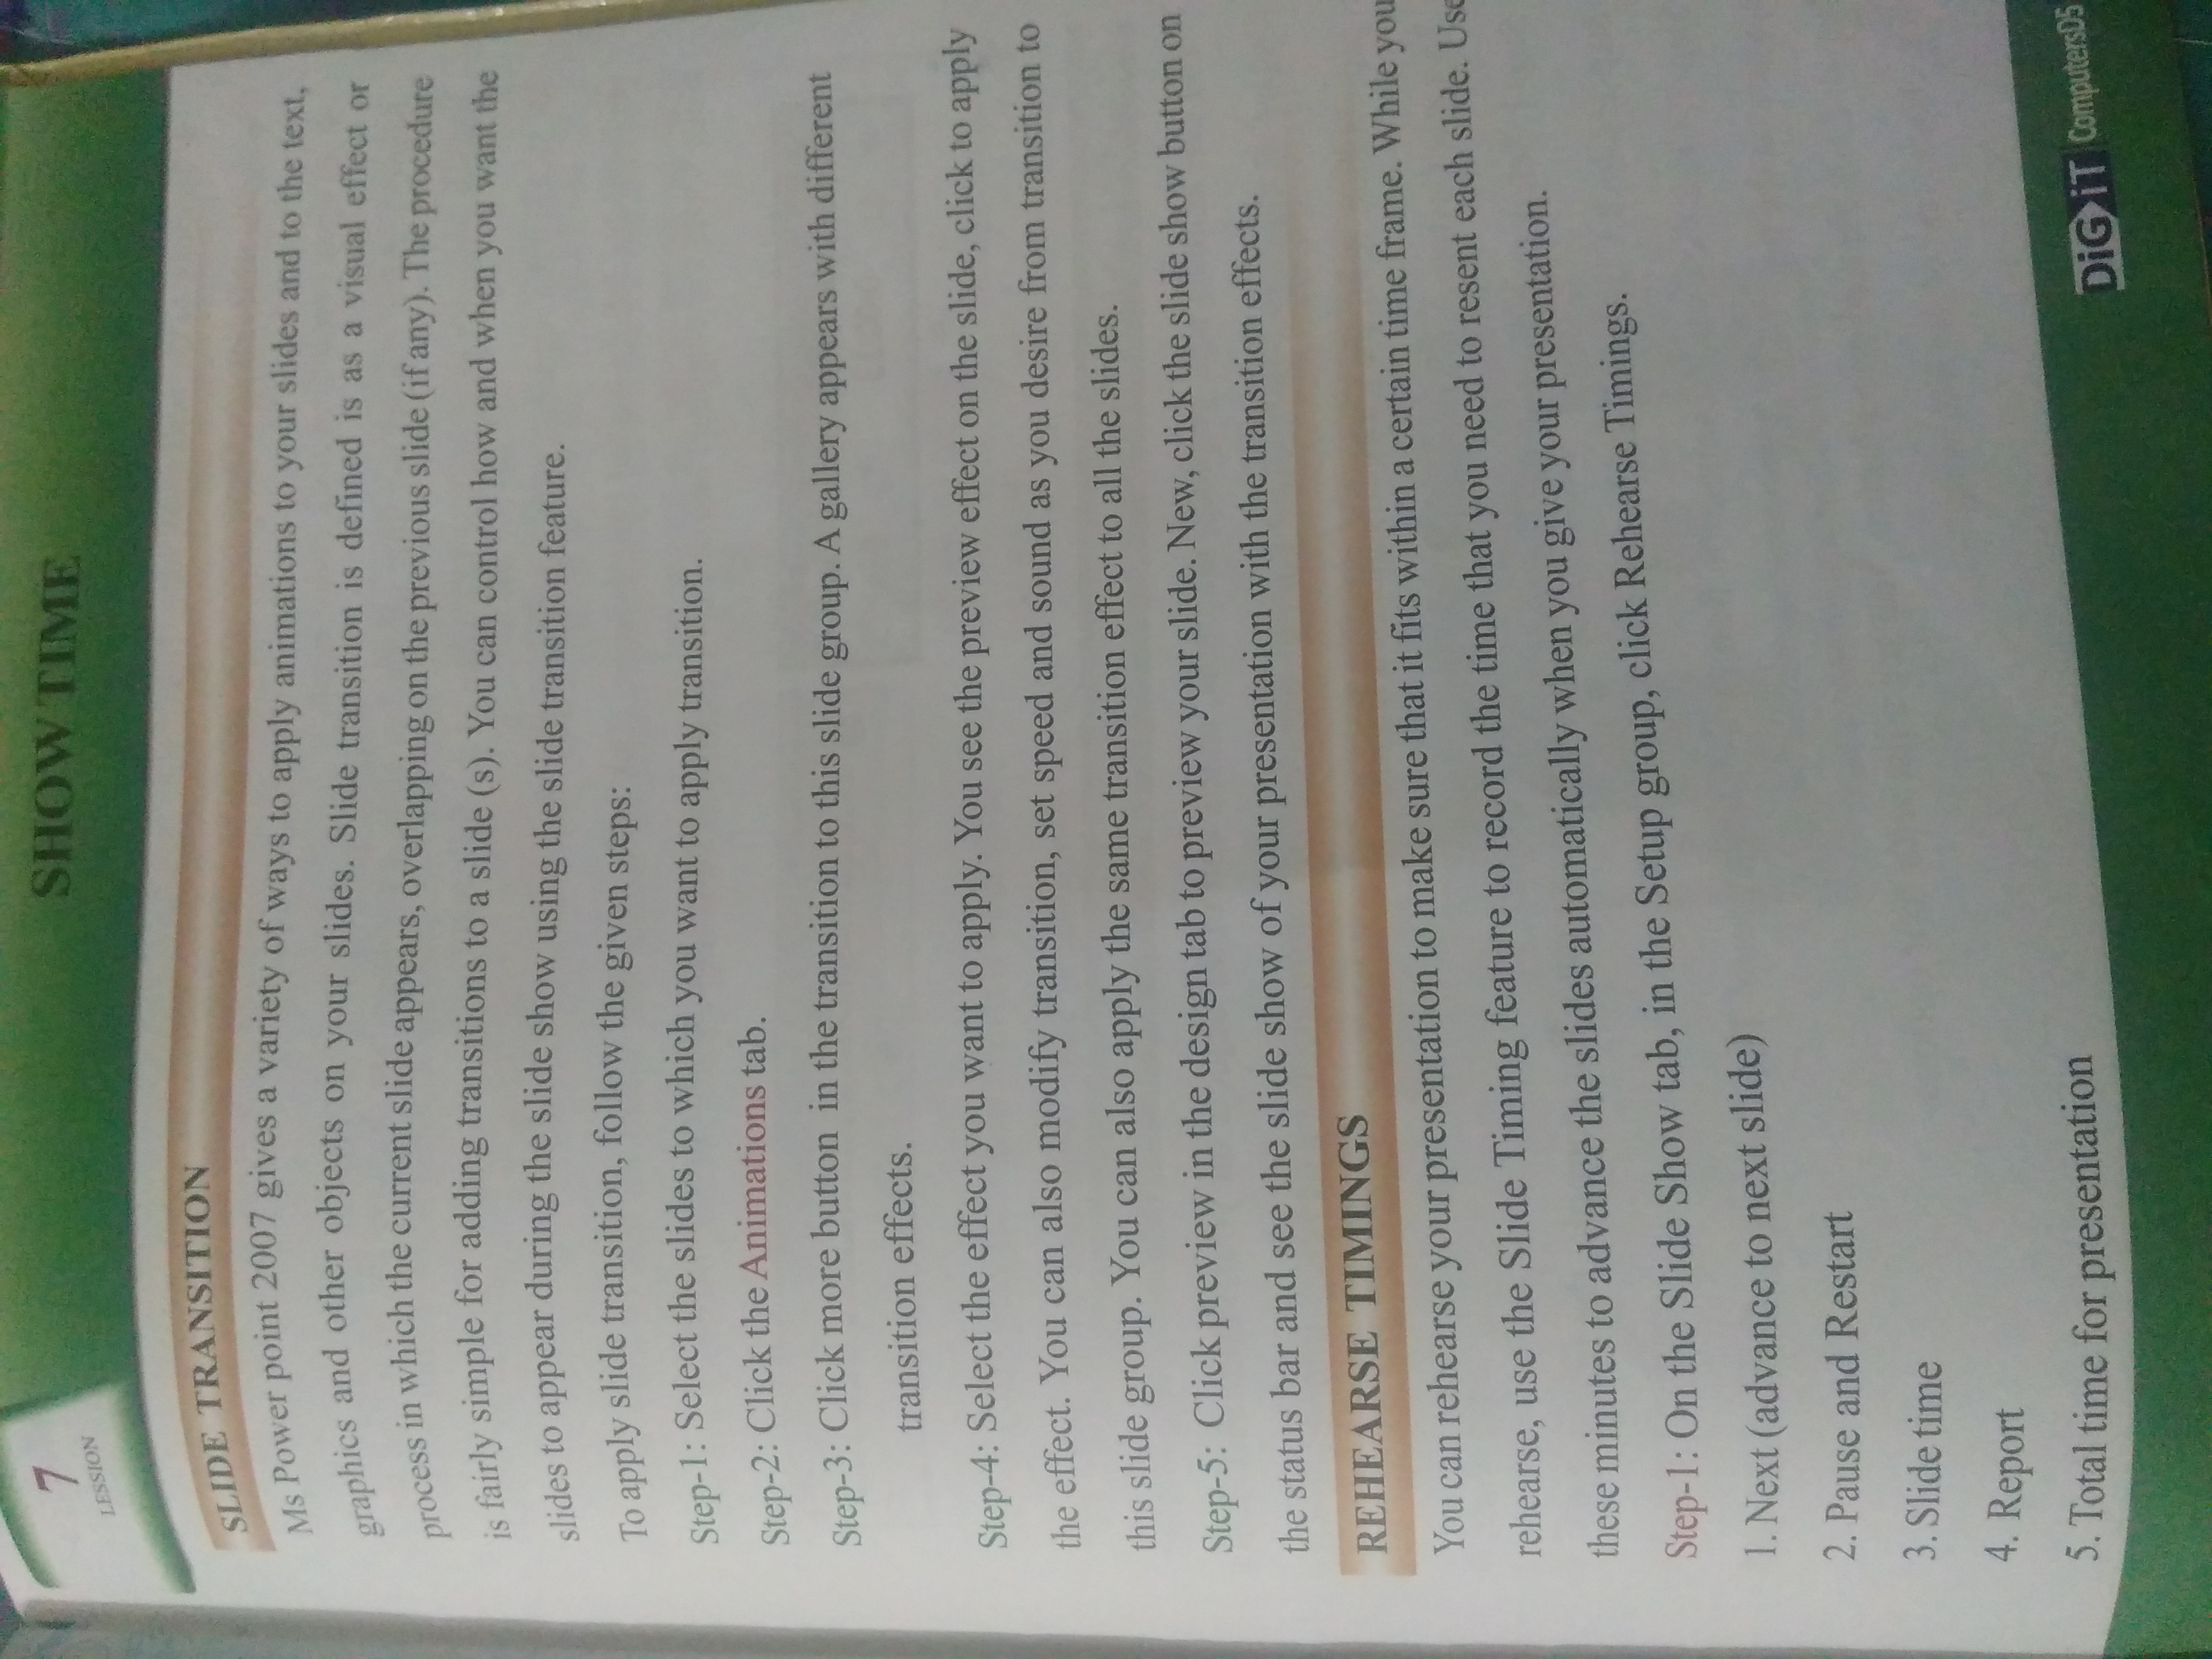 7
LESSION
SHOW TIME
SLIDE TRANSITION
Ms Power point 2007 gives a variety of ways to apply animations to your slides and to the text,
graphics and other objects on your slides. Slide transition is defined is as a visual effect or
process in which the current slide appears, overlapping on the previous slide (if any). The procedure
is fairly simple for adding transitions to a slide (s). You can control how and when you want the
slides to appear during the slide show using the slide transition feature.
To apply slide transition, follow the given steps:
Step-1: Select the slides to which you want to apply transition.
Step-2: Click the Animations tab.
Step-3: Click more button in the transition to this slide group. A gallery appears with different
transition effects.
Step-4: Select the effect you want to apply. You see the preview effect on the slide, click to apply
the effect. You can also modify transition, set speed and sound as you desire from transition to
this slide group. You can also apply the same transition effect to all the slides.
Step-5: Click preview in the design tab to preview your slide. New, click the slide show button on
the status bar and see the slide show of your presentation with the transition effects.
REHEARSE TIMINGS
You can rehearse your presentation to make sure that it fits within a certain time frame. While you
rehearse, use the Slide Timing feature to record the time that you need to resent each slide. Use
these minutes to advance the slides automatically when you give your presentation.
Step-1: On the Slide Show tab, in the Setup group, click Rehearse Timings.
1. Next (advance to next slide)
2. Pause and Restart
3. Slide time
4. Report
5. Total time for presentation
DiGiT ComputersD5